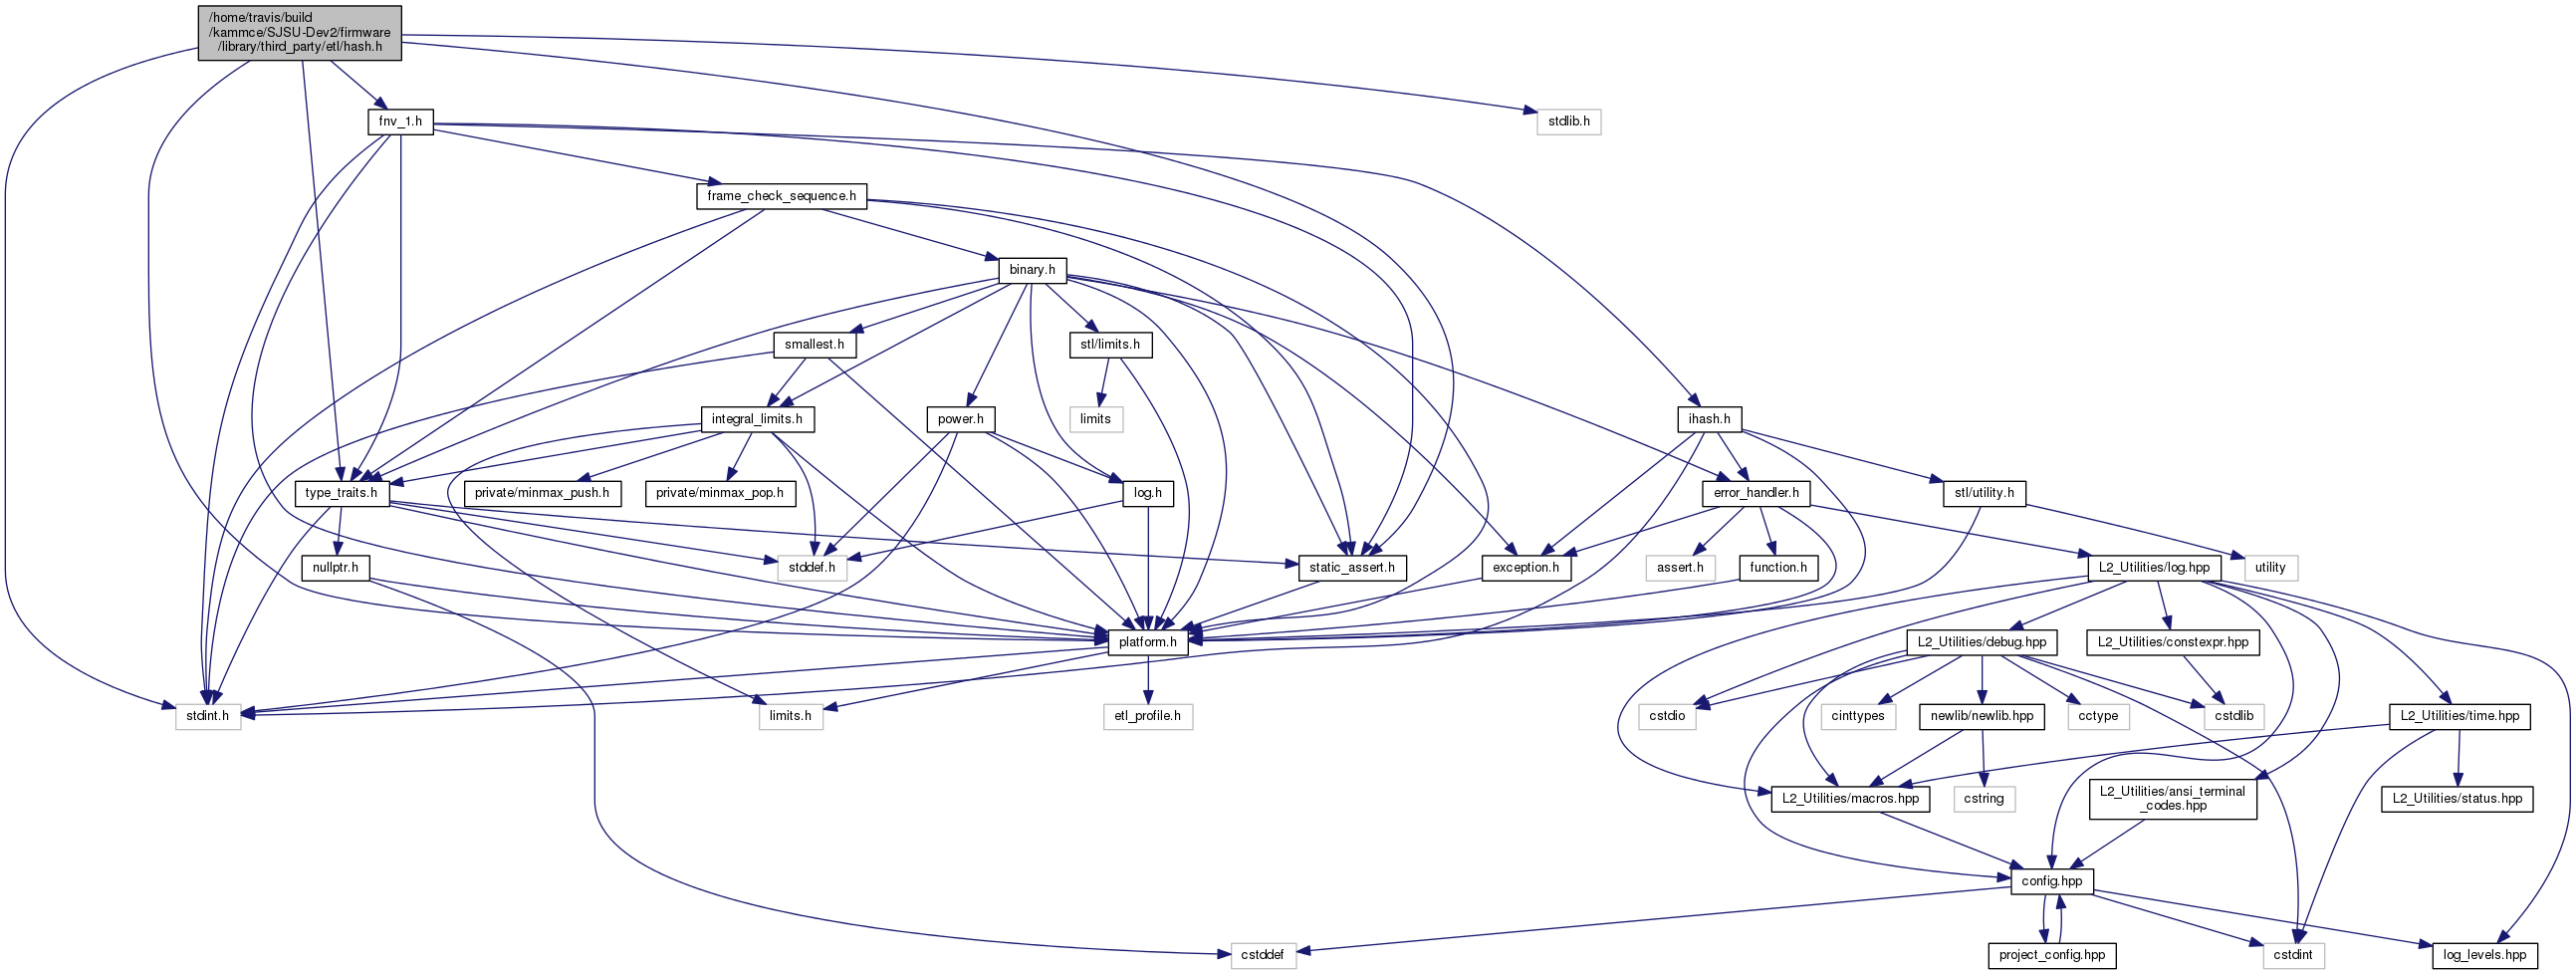 /home/travis/build
/kammce/SJSU-Dev2/firmware
/library/third_party/etl/hash.h
fnv_1.h
stdlib.h
frame_check_sequence.h
binary.h
smallest.h
stl/limits.h
integral_limits.h
power.h
limits
ihash.h
type_traits.h
private/minmax_push.h
private/minmax_pop.h
log.h
error_handler.h
stl/utility.h
nullptr.h
stddef.h
static_assert.h
exception.h
assert.h
function.h
L2_Utilities/log.hpp
utility
platform.h
L2_Utilities/debug.hpp
L2_Utilities/constexpr.hpp
stdint.h
limits.h
etl_profile.h
cstdio
cinttypes
newlib/newlib.hpp
cctype
cstdlib
L2_Utilities/time.hpp
L2_Utilities/macros.hpp
cstring
L2_Utilities/ansi_terminal
_codes.hpp
L2_Utilities/status.hpp
config.hpp
cstddef
project_config.hpp
cstdint
log_levels.hpp